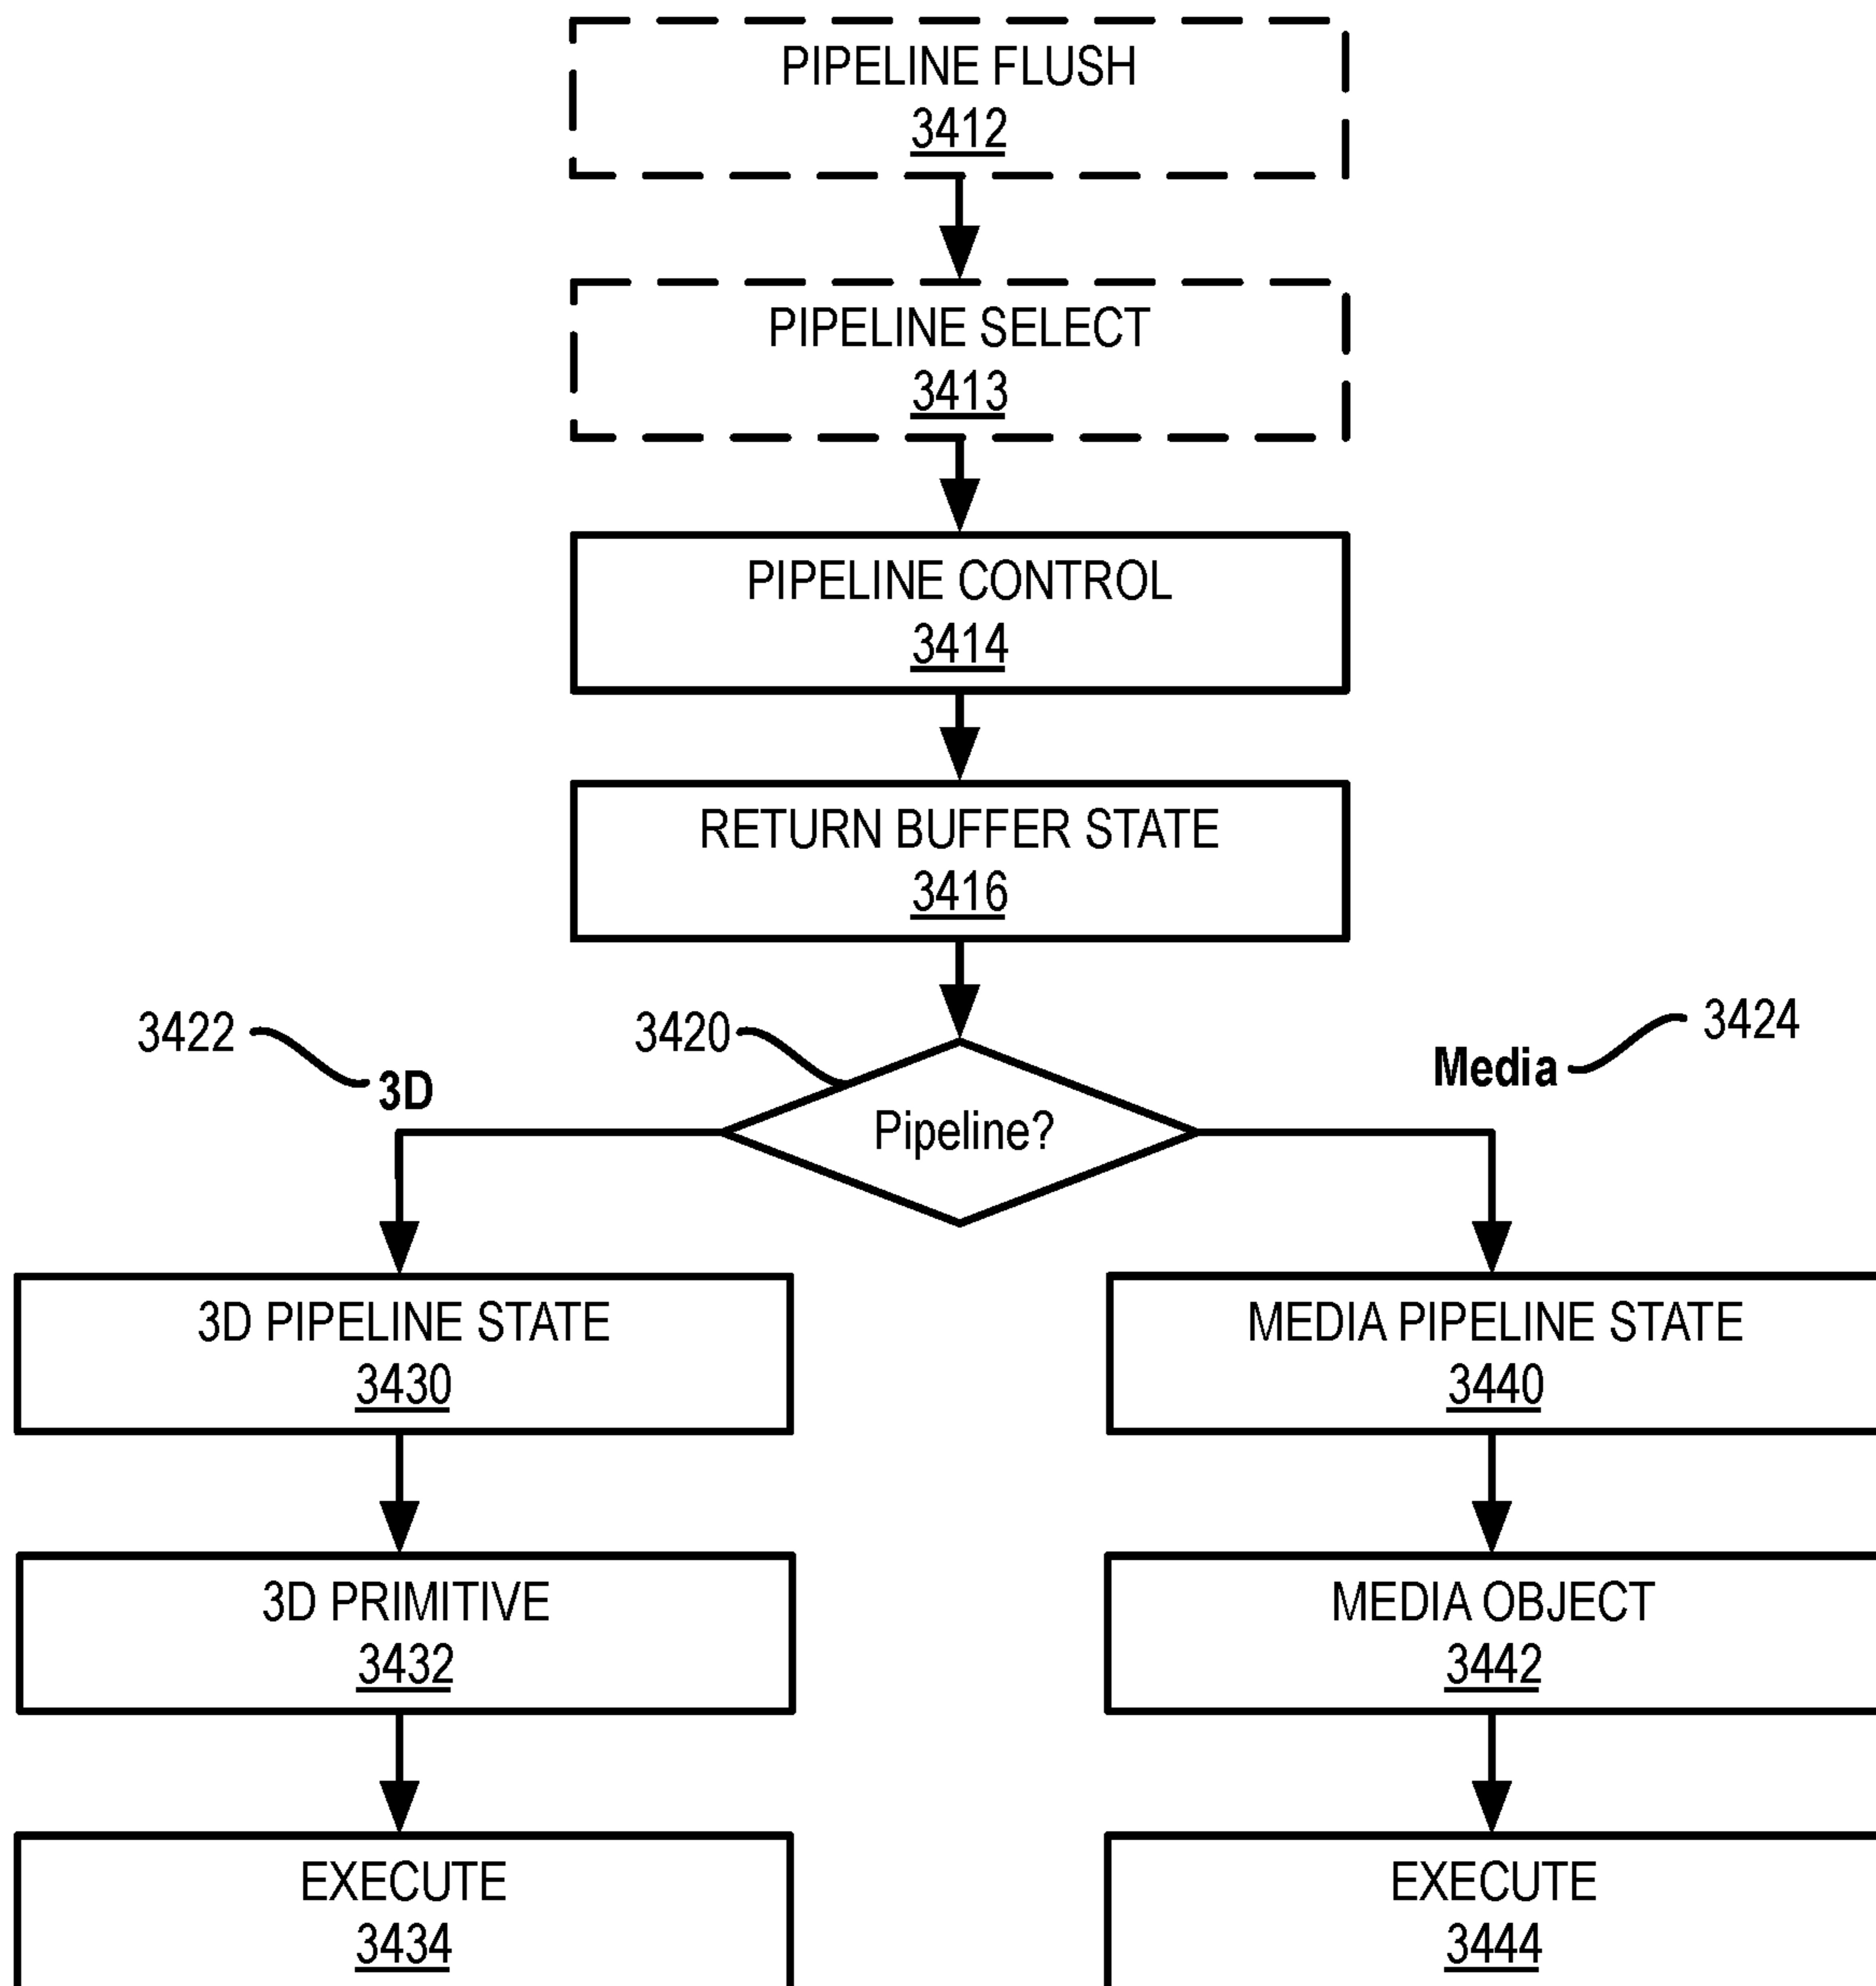 PIPELINE FLUSH
3412
PIPELINE SELECT
3413
PIPELINE CONTROL
3414
RETURN BUFFER STATE
3416
3422
3420
3424
3D
Media
Pipeline?
3D PIPELINE STATE
3430
MEDIA PIPELINE STATE
3440
3D PRIMITIVE
3432
MEDIA OBJECT
3442
EXECUTE
3434
EXECUTE
3444